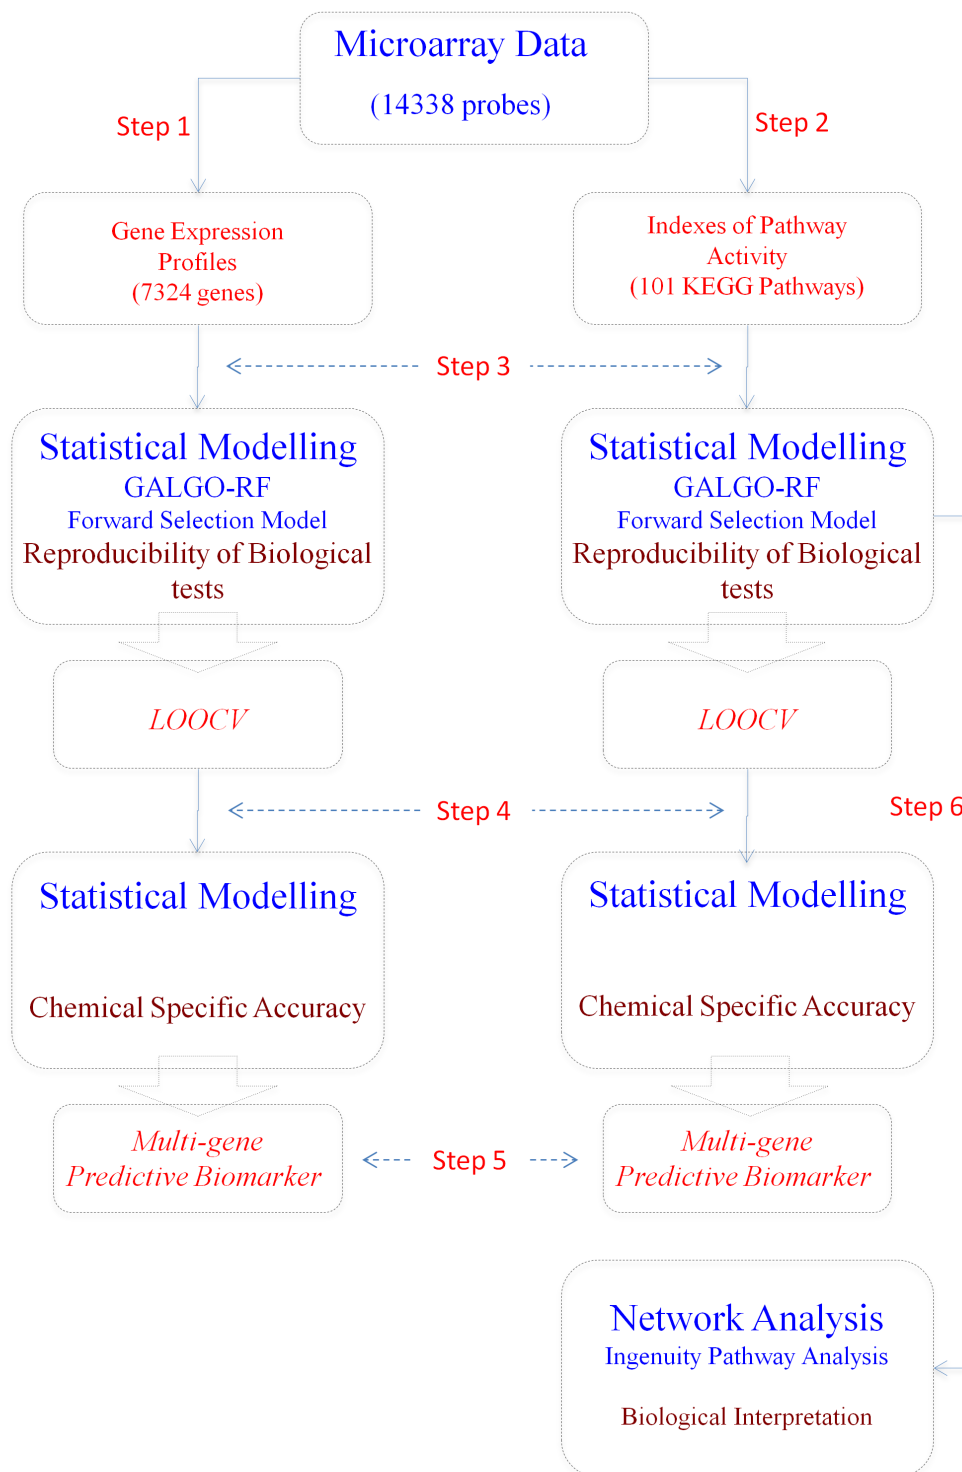 Microarray Data
(14338 probes)
Step 1
Step 2
Gene Expression
Profiles
(7324 genes)
Indexes of Pathway
Activity
(101 KEGG Pathways)
Step 3
Statistical Modelling
GALGO-RF
Forward Selection Model
Reproducibility of Biological
tests
Statistical Modelling
GALGO-RF
Forward Selection Model
Reproducibility of Biological
tests
LOOCV
LOOCV
Step 4
Step 6
Statistical Modelling
Chemical Specific Accuracy
Statistical Modelling
Chemical Specific Accuracy
Multi-gene
Predictive Biomarker
Step 5
Multi-gene
Predictive Biomarker
Network Analysis
Ingenuity Pathway Analysis
Biological Interpretation